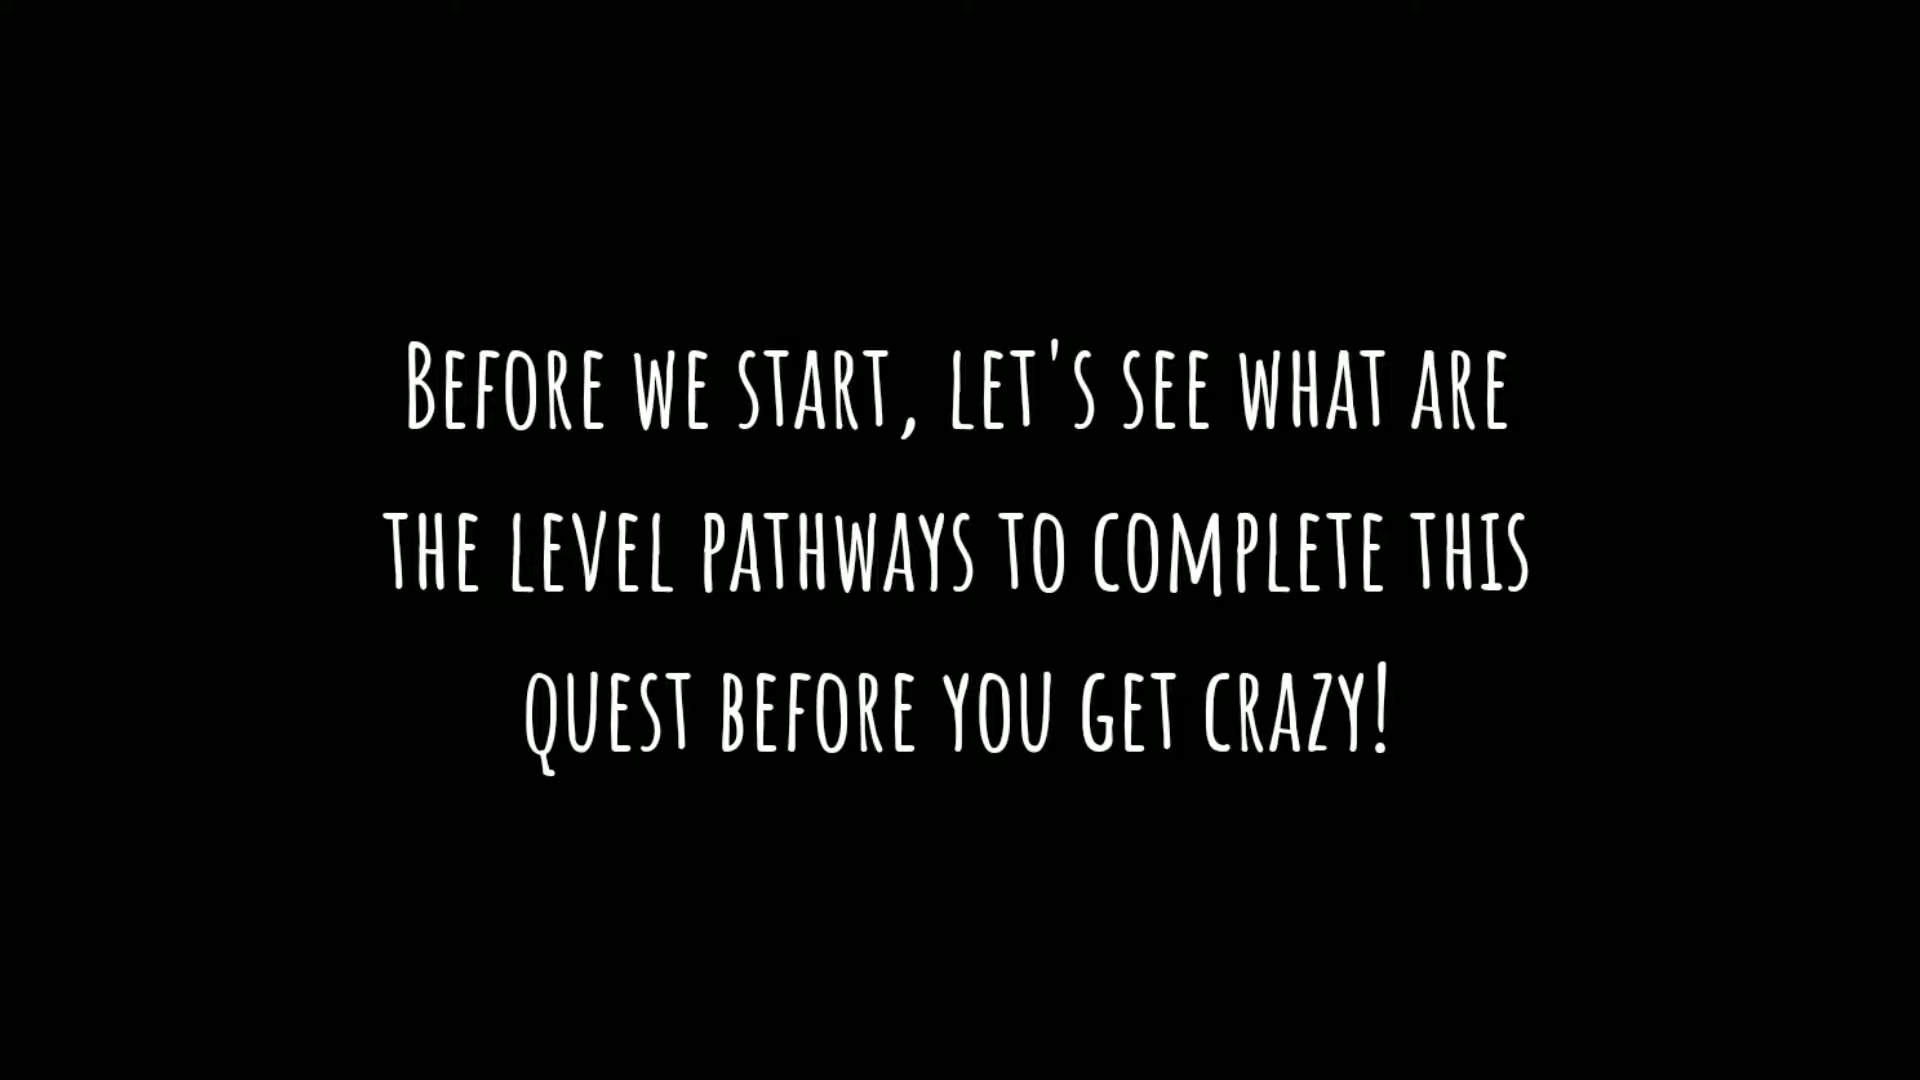 Before we start, let's see what are
the level pathways to complete this
quest before you get crazy!